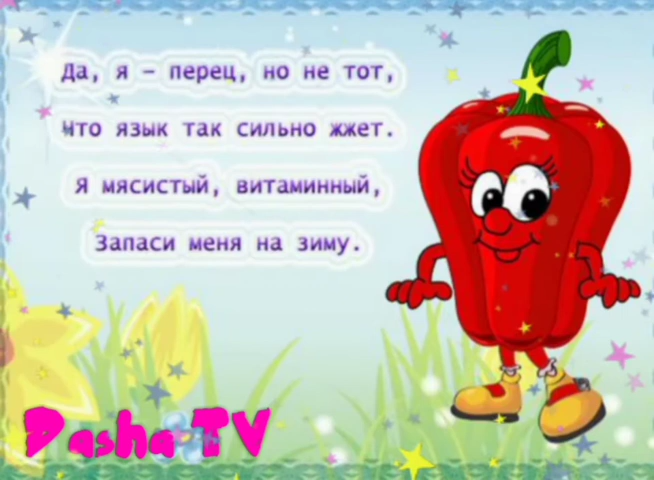 Да, я – перец, но не тот,
Что язык так сильно жжет.
Я мясистый, витаминный,
Запаси меня на зиму.
Dasha TV